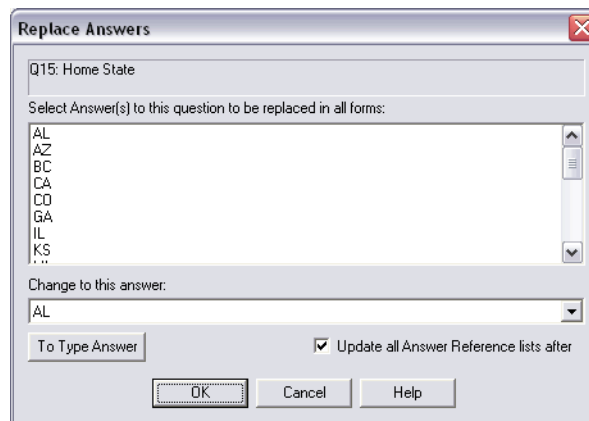 Replace Answers
Q15: Home State
Select Answer(s) to this question to be replaced in all forms:
AL
AZ
BC
CA
CO
GA
IL
KS
Change to this answer:
AL
To Type Answer
Update all Answer Reference lists after
OK Cancel Help